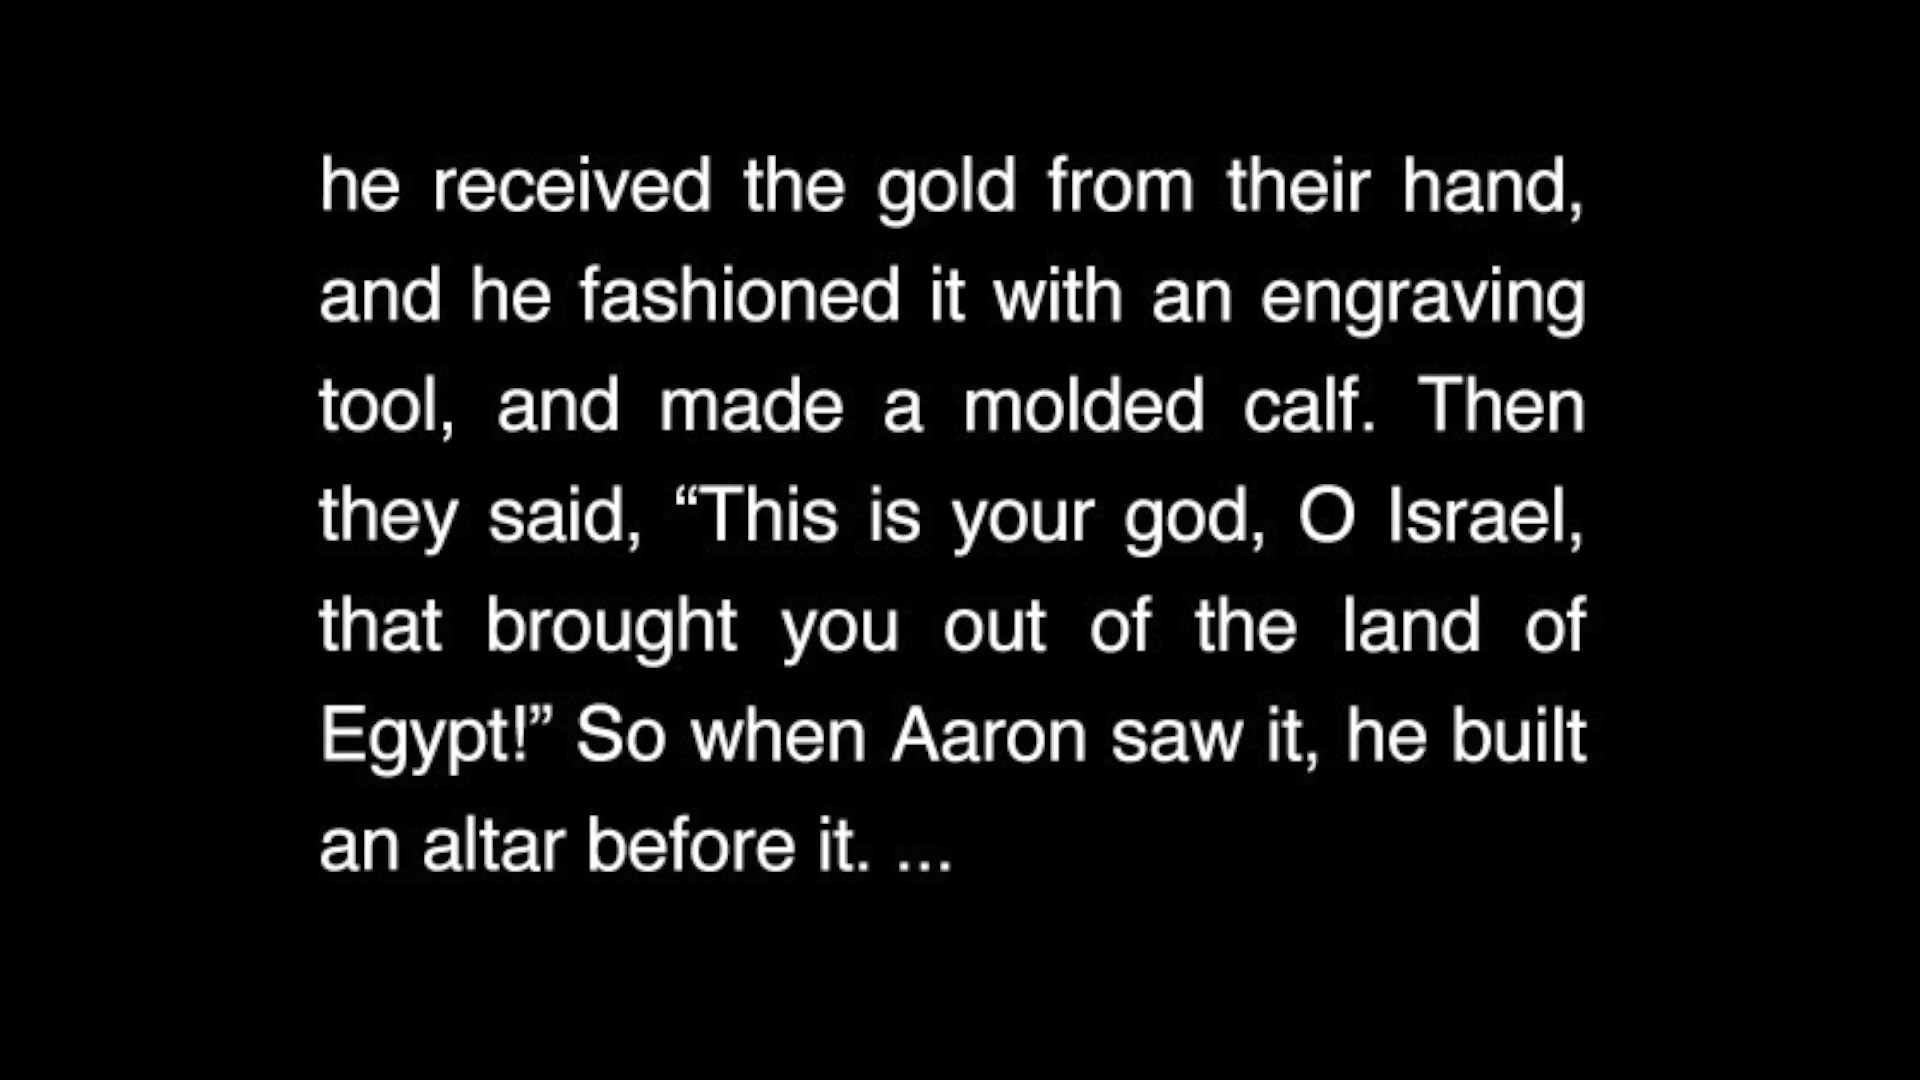 he received the gold from their hand,
and he fashioned it with an engraving
tool, and made a molded calf. Then
they said, “This is your god, O Israel,
that brought you out of the land of
Egypt!” So when Aaron saw it, he built
an altar before it. ...